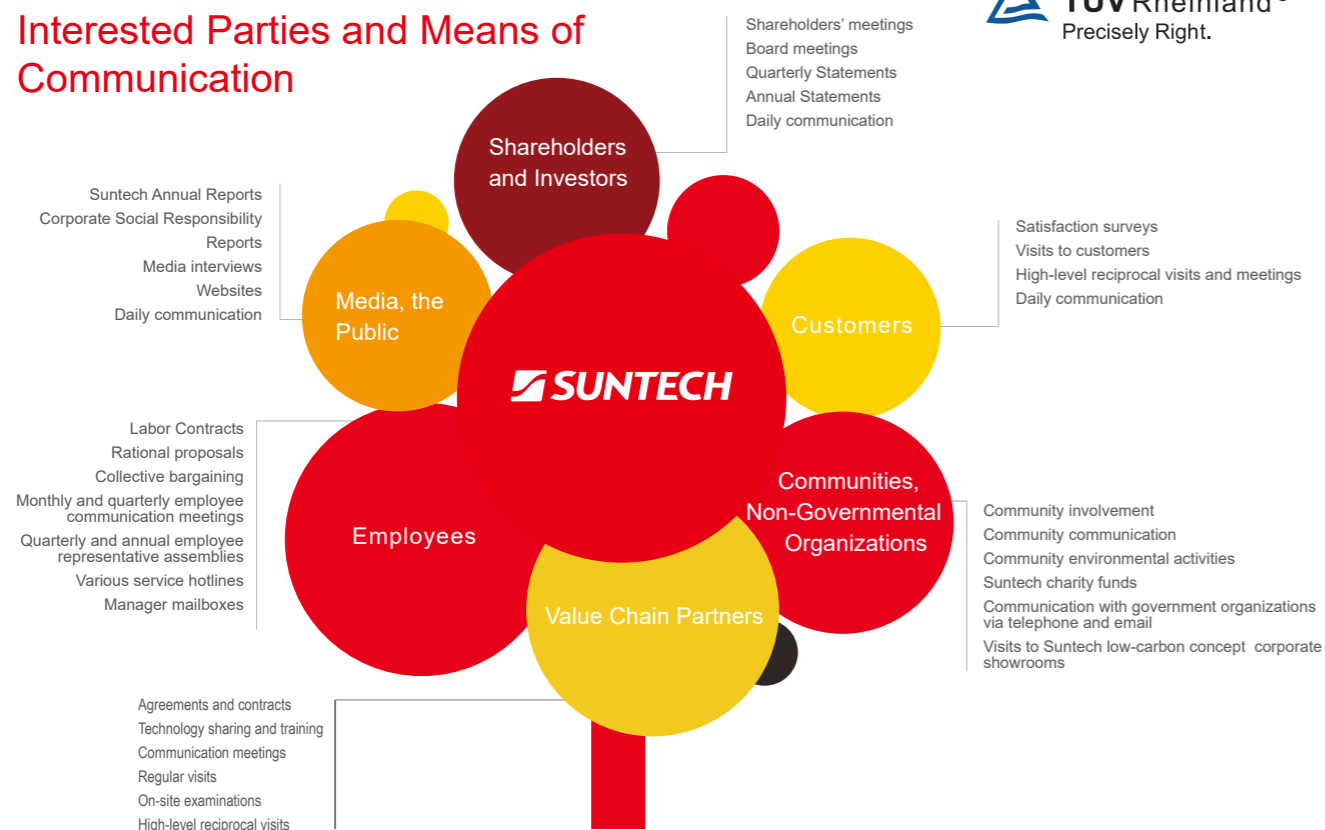 Interested Parties and Means of
Communication
TÜVRheinland®
Precisely Right.
Shareholders' meetings
Board meetings
Quarterly Statements
Annual Statements
Daily communication
Shareholders
and Investors
Suntech Annual Reports
Corporate Social Responsibility
Reports
Media interviews
Websites
Daily communication
Media, the
Public
Satisfaction surveys
Visits to customers
High-level reciprocal visits and meetings
Daily communication
Customers
SUNTECH
Labor Contracts
Rational proposals
Collective bargaining
Monthly and quarterly employee
communication meetings
Quarterly and annual employee
representative assemblies
Various service hotlines
Manager mailboxes
Employees
Communities,
Non-Governmental
Organizations
Community involvement
Community communication
Community environmental activities
Suntech charity funds
Communication with government organizations
via telephone and email
Visits to Suntech low-carbon concept corporate
showrooms
Value Chain Partners
Agreements and contracts
Technology sharing and training
Communication meetings
Regular visits
On-site examinations
High-level reciprocal visits